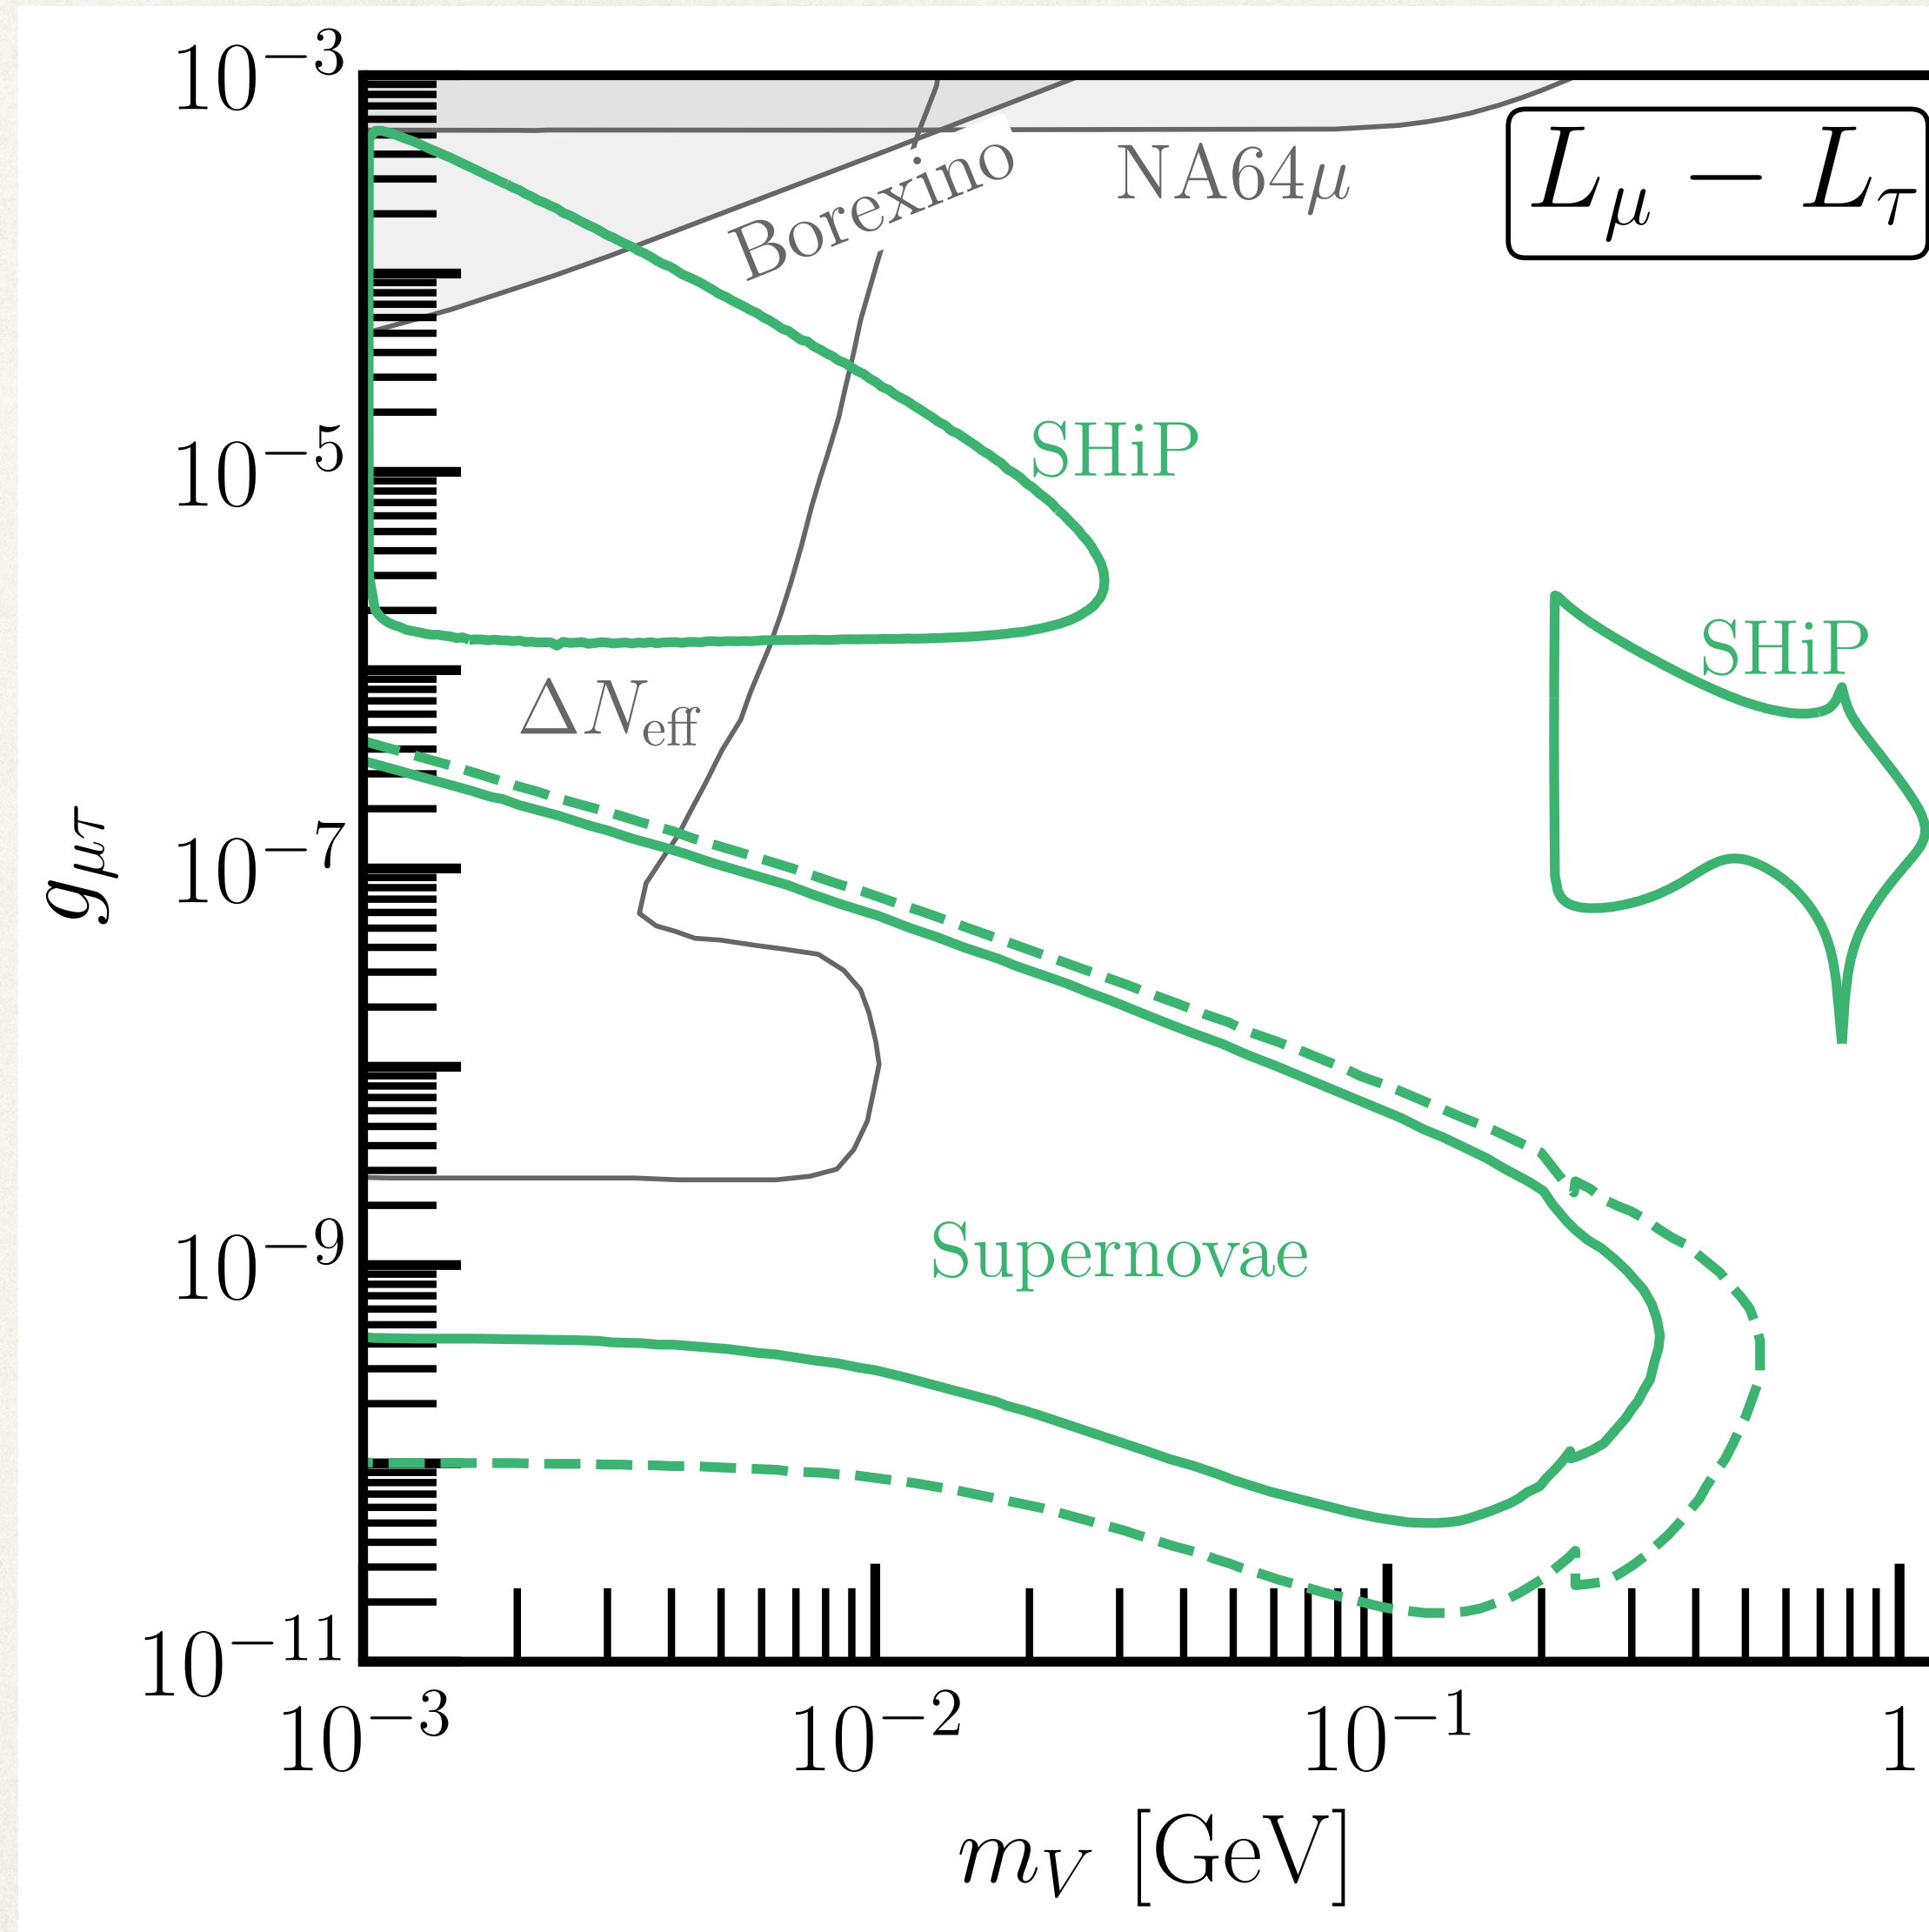 10⁻³
Borexino
NA64μ
L_μ − L_τ
10⁻⁵
SHiP
SHiP
ΔN_eff
10⁻⁷
g_μτ
10⁻⁹
Supernovae
10⁻¹¹
10⁻³ 10⁻² 10⁻¹ 1
m_V [GeV]